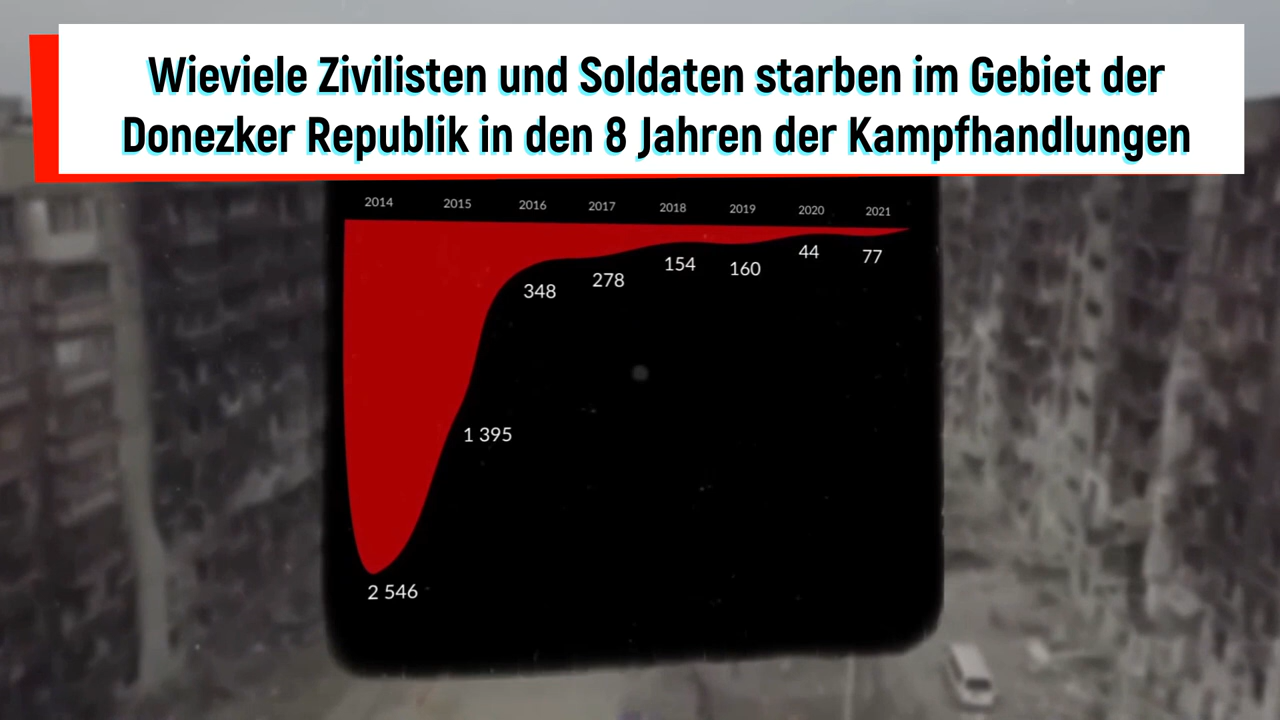 Wieviele Zivilisten und Soldaten starben im Gebiet der
Donezker Republik in den 8 Jahren der Kampfhandlungen
2014 2015 2016 2017 2018 2019 2020 2021
348 278 154 160 44 77
1 395
2 546